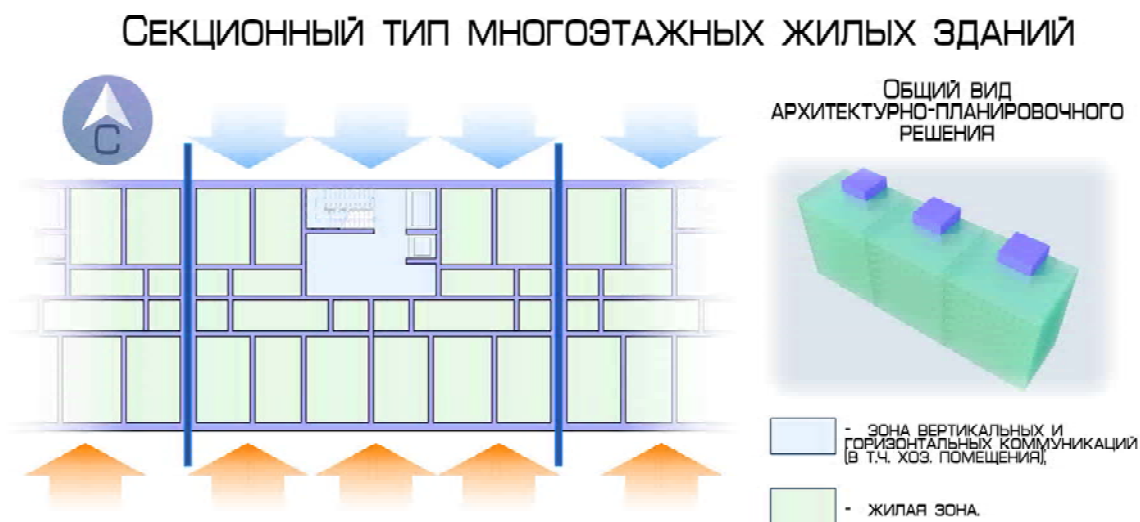 Секционный тип многоэтажных жилых зданий
С
Общий вид
архитектурно-планировочного
решения
- зона вертикальных и
горизонтальных коммуникаций
(в т.ч. хоз. помещения);
- жилая зона.